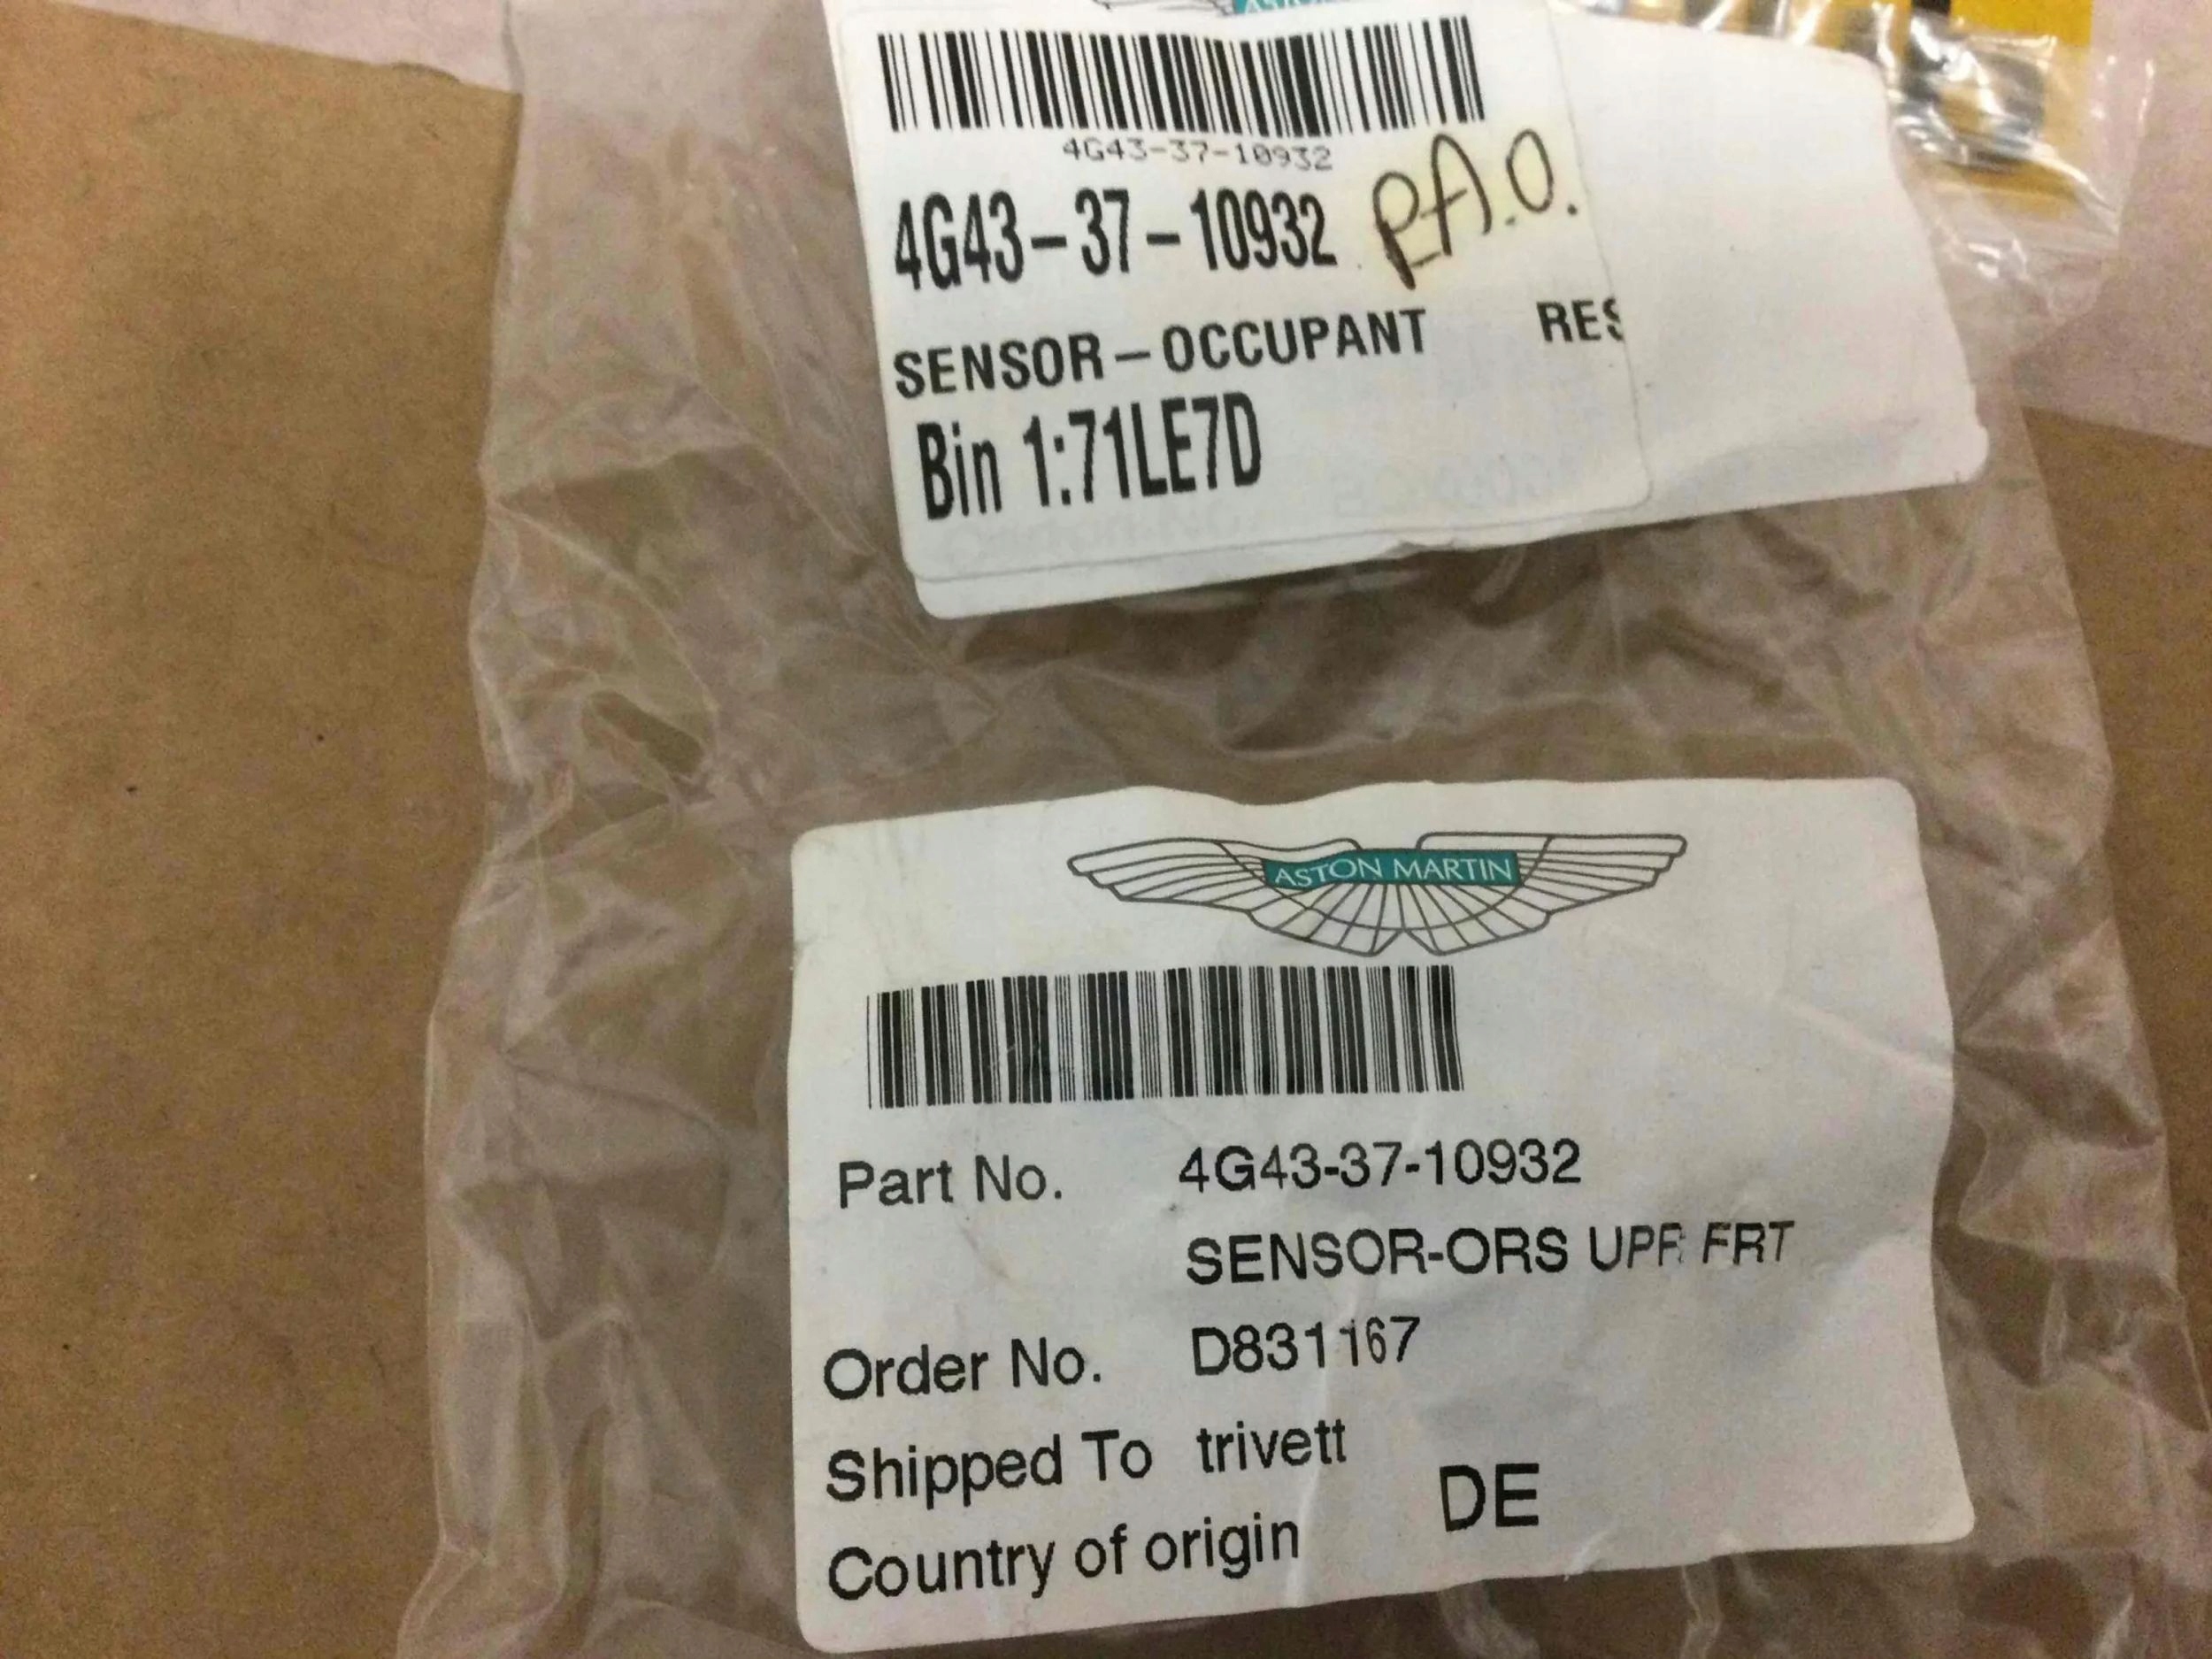 4G43-37-10932
4G43-37-10932 P.A.O.
SENSOR-OCCUPANT RES
Bin 1:71LE7D
ASTON MARTIN
Part No. 4G43-37-10932
SENSOR-ORS UPR FRT
Order No. D831167
Shipped To trivett
Country of origin DE